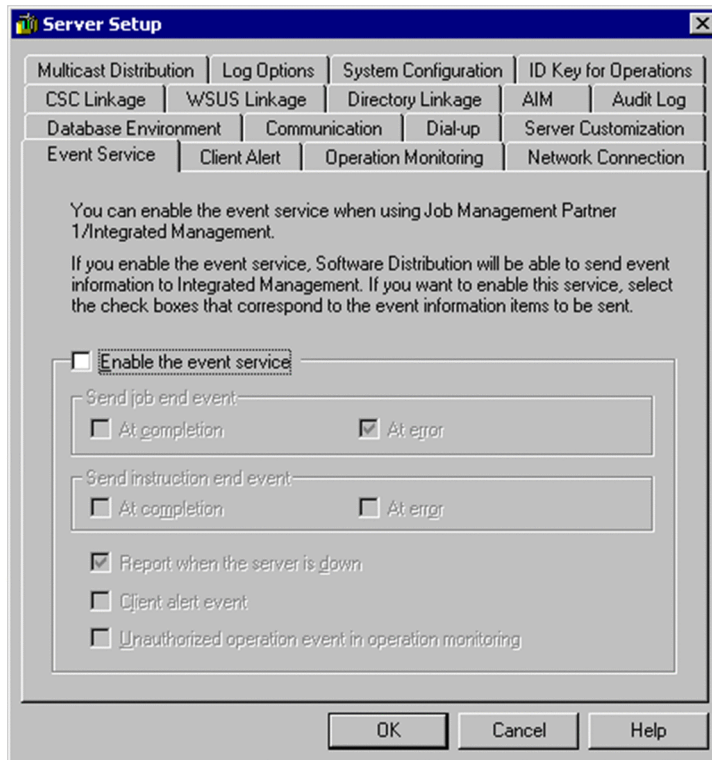 Server Setup
Multicast Distribution
Log Options
System Configuration
ID Key for Operations
CSC Linkage
WSUS Linkage
Directory Linkage
AIM
Audit Log
Database Environment
Communication
Dial-up
Server Customization
Event Service
Client Alert
Operation Monitoring
Network Connection
You can enable the event service when using Job Management Partner
1/Integrated Management.
If you enable the event service, Software Distribution will be able to send event
information to Integrated Management. If you want to enable this service, select
the check boxes that correspond to the event information items to be sent.
Enable the event service
Send job end event
At completion
At error
Send instruction end event
At completion
At error
Report when the server is down
Client alert event
Unauthorized operation event in operation monitoring
OK
Cancel
Help